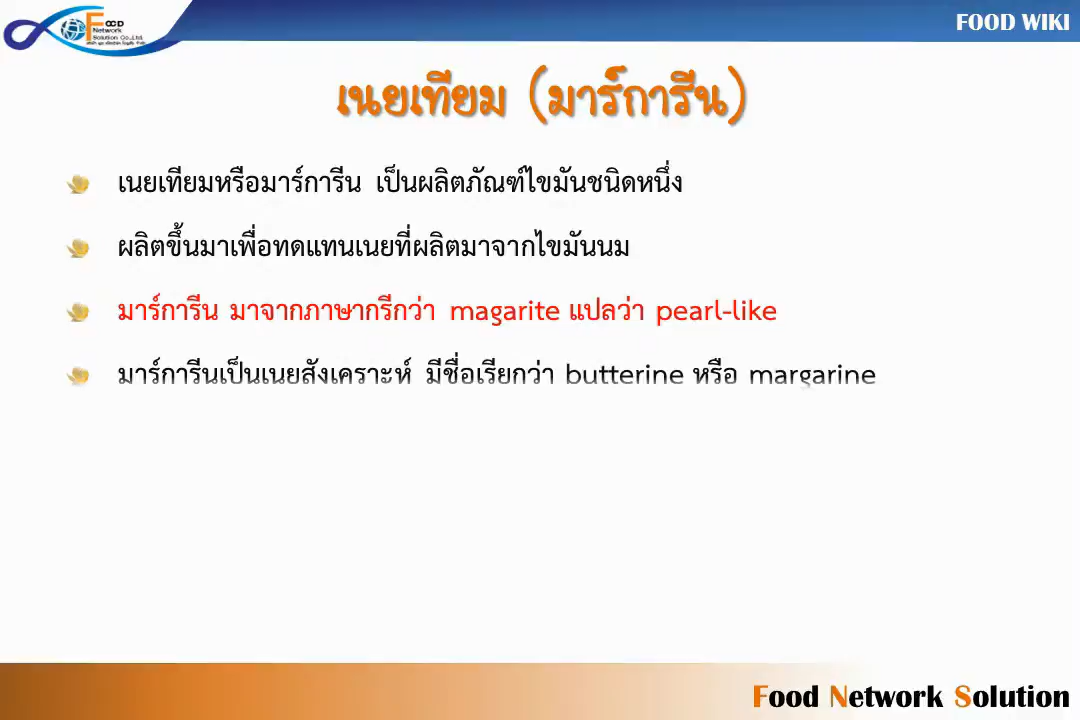 FOOD
Network
Solution Co.,Ltd.
FOOD WIKI
เนยเทียม (มาร์การีน)
เนยเทียมหรือมาร์การีน เป็นผลิตภัณฑ์ไขมันชนิดหนึ่ง
ผลิตขึ้นมาเพื่อทดแทนเนยที่ผลิตมาจากไขมันนม
มาร์การีน มาจากภาษากรีกว่า magarite แปลว่า pearl-like
มาร์การีนเป็นเนยสังเคราะห์ มีชื่อเรียกว่า butterine หรือ margarine
Food Network Solution